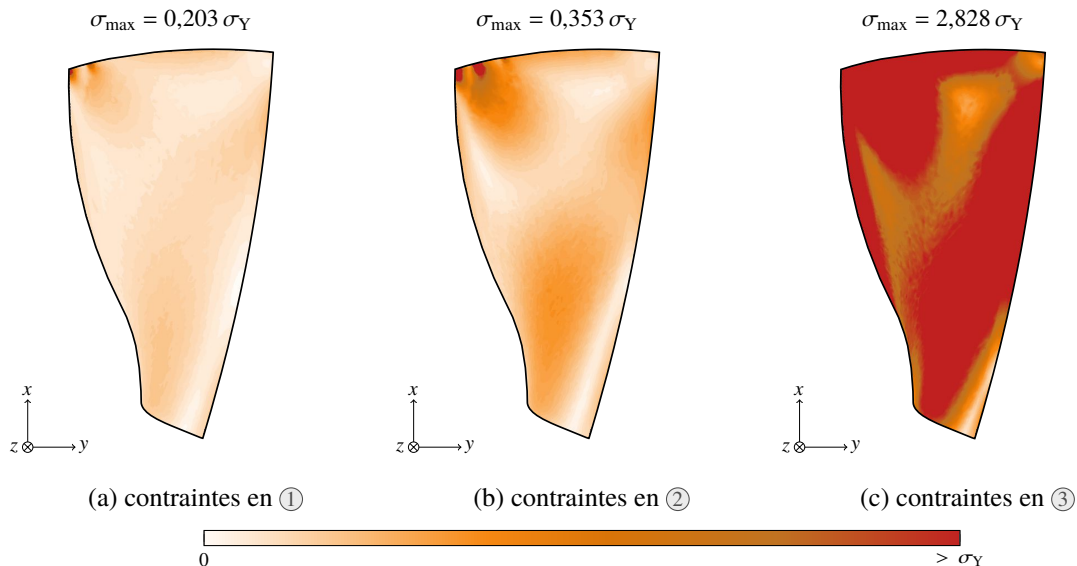 σmax = 0,203 σY
σmax = 0,353 σY
σmax = 2,828 σY
x
z
y
x
z
y
x
z
y
(a) contraintes en ①
(b) contraintes en ②
(c) contraintes en ③
0
> σY